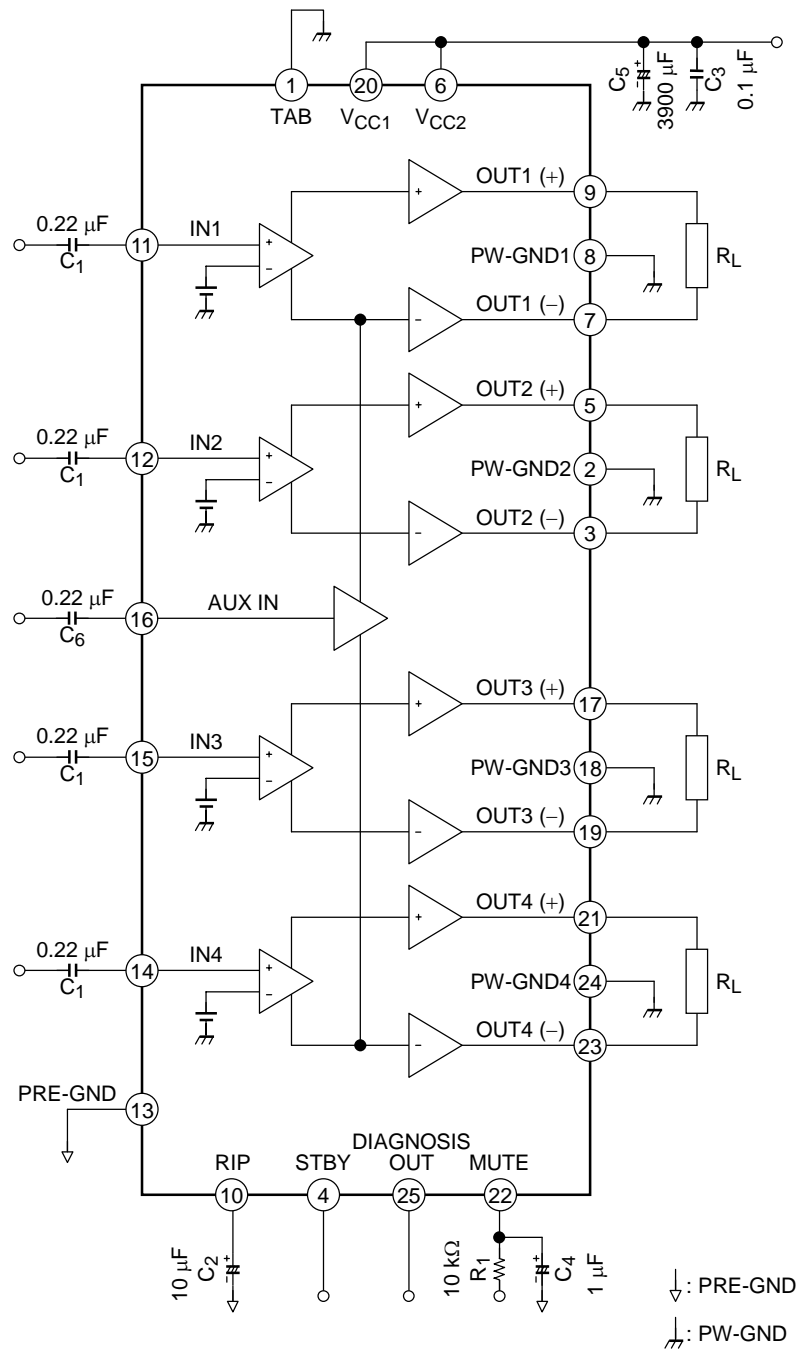 1 20 6
TAB VCC1 VCC2
C5 3900 μF C3 0.1 μF
0.22 μF
C1
11
IN1
OUT1 (+)
9
PW-GND1
8
OUT1 (−)
7
RL
0.22 μF
C1
12
IN2
OUT2 (+)
5
PW-GND2
2
OUT2 (−)
3
RL
0.22 μF
C6
16
AUX IN
0.22 μF
C1
15
IN3
OUT3 (+)
17
PW-GND3
18
OUT3 (−)
19
RL
0.22 μF
C1
14
IN4
OUT4 (+)
21
PW-GND4
24
OUT4 (−)
23
RL
PRE-GND
13
DIAGNOSIS
RIP STBY OUT MUTE
10 4 25 22
10 μF C2 10 kΩ R1 C4 1 μF
: PRE-GND
: PW-GND